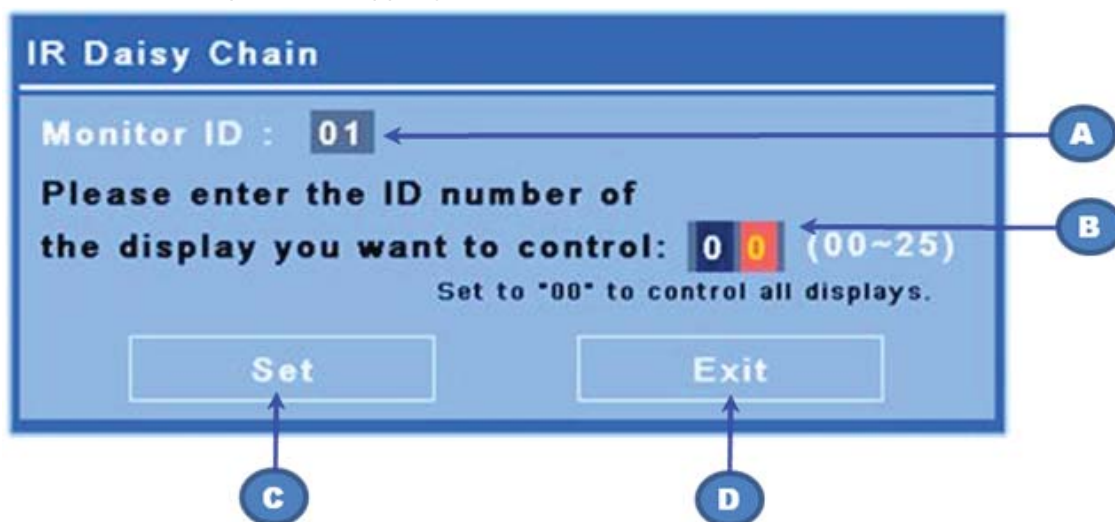 IR Daisy Chain
Monitor ID : 01
A
Please enter the ID number of
the display you want to control: 0 0 (00~25)
B
Set to "00" to control all displays.
Set Exit
C D